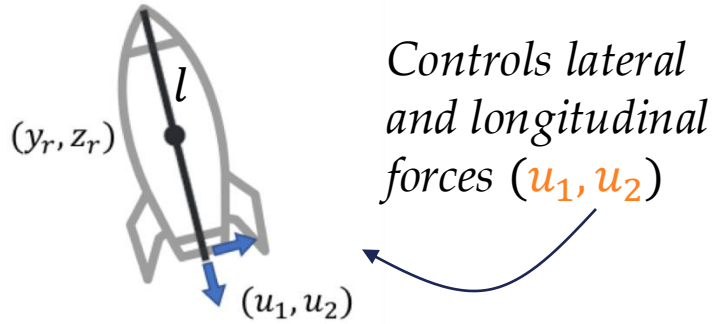 l
(y_r, z_r)
(u_1, u_2)
Controls lateral
and longitudinal
forces (u_1, u_2)